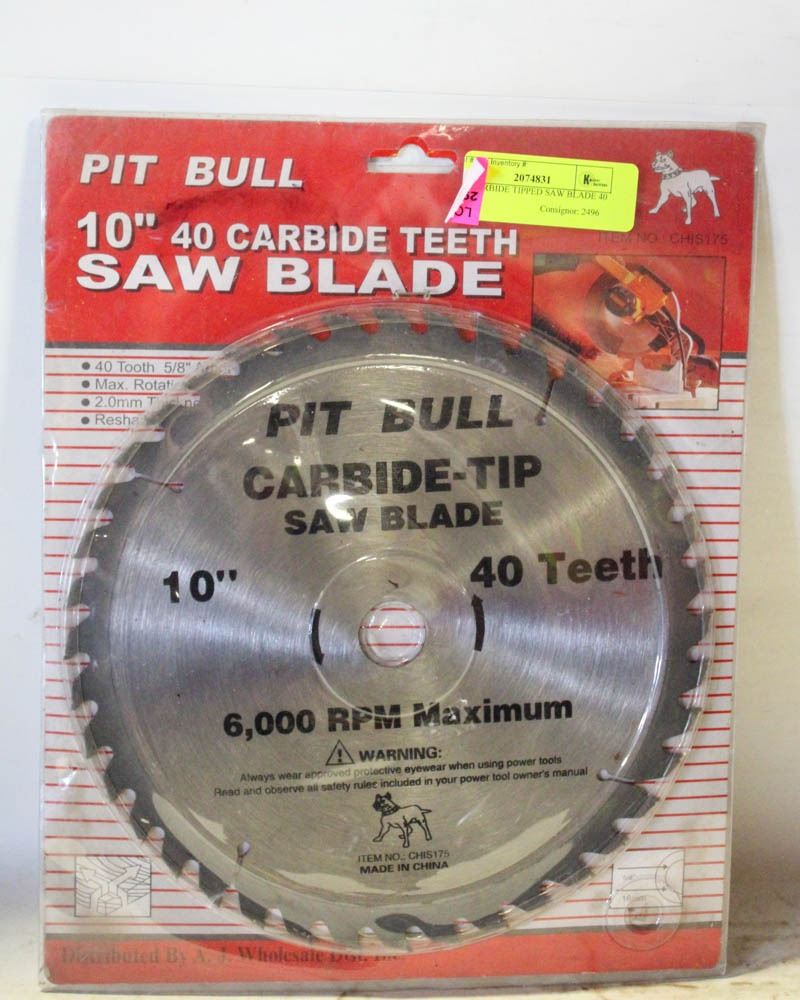 PIT BULL
10" 40 CARBIDE TEETH
SAW BLADE
Inventory #
2074831
RBIDE TIPPED SAW BLADE 40
Consignor: 2496
ITEM NO.: CHIS175
40 Tooth 5/8"
Max.
2.0mm
PIT BULL
CARBIDE-TIP
SAW BLADE
10" 40 Teeth
6,000 RPM Maximum
WARNING:
Always wear approved protective eyewear when using power tools
Read and observe all safety rules included in your power tool owner's manual
ITEM NO.: CHIS175
MADE IN CHINA
Distributed By A. J. Wholesale Dist. Inc.